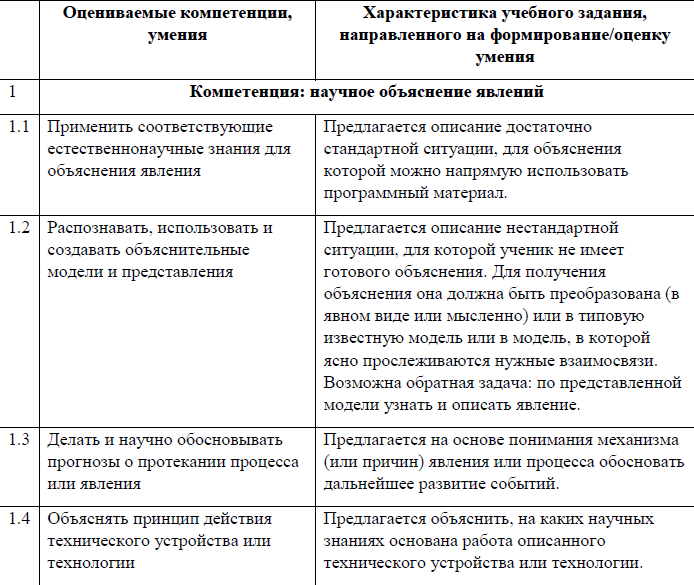 Оцениваемые компетенции,
умения
Характеристика учебного задания,
направленного на формирование/оценку
умения
1
Компетенция: научное объяснение явлений
1.1
Применить соответствующие
естественнонаучные знания для
объяснения явления
Предлагается описание достаточно
стандартной ситуации, для объяснения
которой можно напрямую использовать
программный материал.
1.2
Распознавать, использовать и
создавать объяснительные
модели и представления
Предлагается описание нестандартной
ситуации, для которой ученик не имеет
готового объяснения. Для получения
объяснения она должна быть преобразована (в
явном виде или мысленно) или в типовую
известную модель или в модель, в которой
ясно прослеживаются нужные взаимосвязи.
Возможна обратная задача: по представленной
модели узнать и описать явление.
1.3
Делать и научно обосновывать
прогнозы о протекании процесса
или явления
Предлагается на основе понимания механизма
(или причин) явления или процесса обосновать
дальнейшее развитие событий.
1.4
Объяснять принцип действия
технического устройства или
технологии
Предлагается объяснить, на каких научных
знаниях основана работа описанного
технического устройства или технологии.